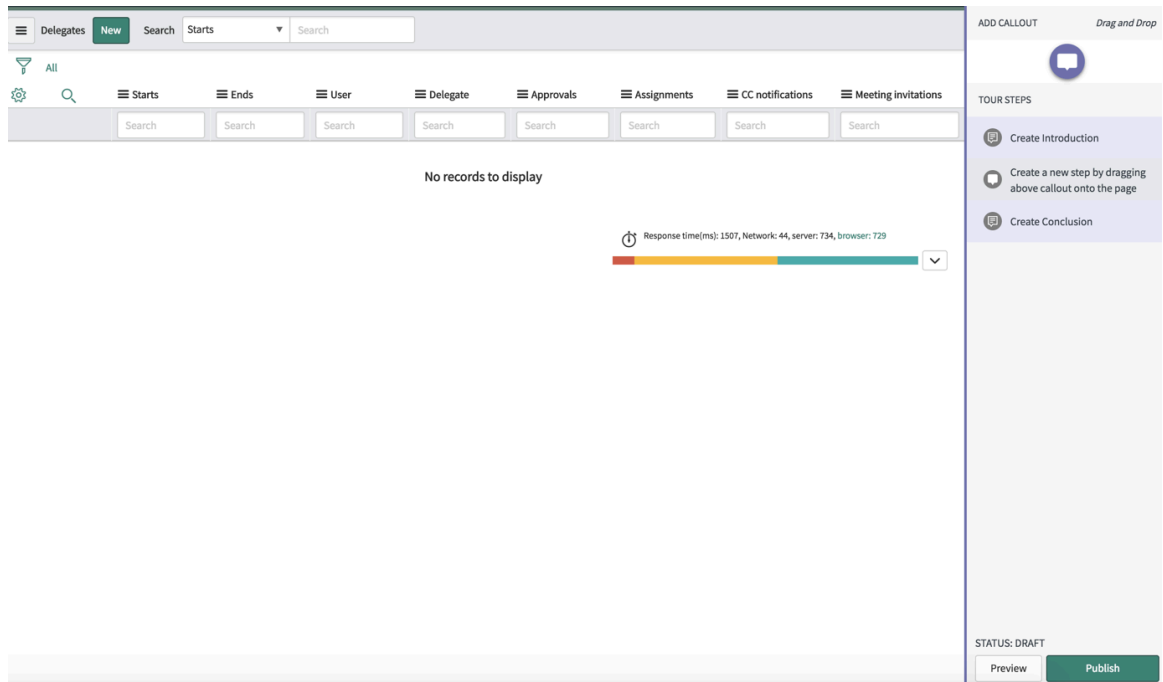 Delegates New Search Starts Search
ADD CALLOUT Drag and Drop
All
Starts Ends User Delegate Approvals Assignments CC notifications Meeting invitations
Search Search Search Search Search Search Search Search
No records to display
Response time(ms): 1507, Network: 44, server: 734, browser: 729
TOUR STEPS
Create Introduction
Create a new step by dragging
above callout onto the page
Create Conclusion
STATUS: DRAFT
Preview Publish